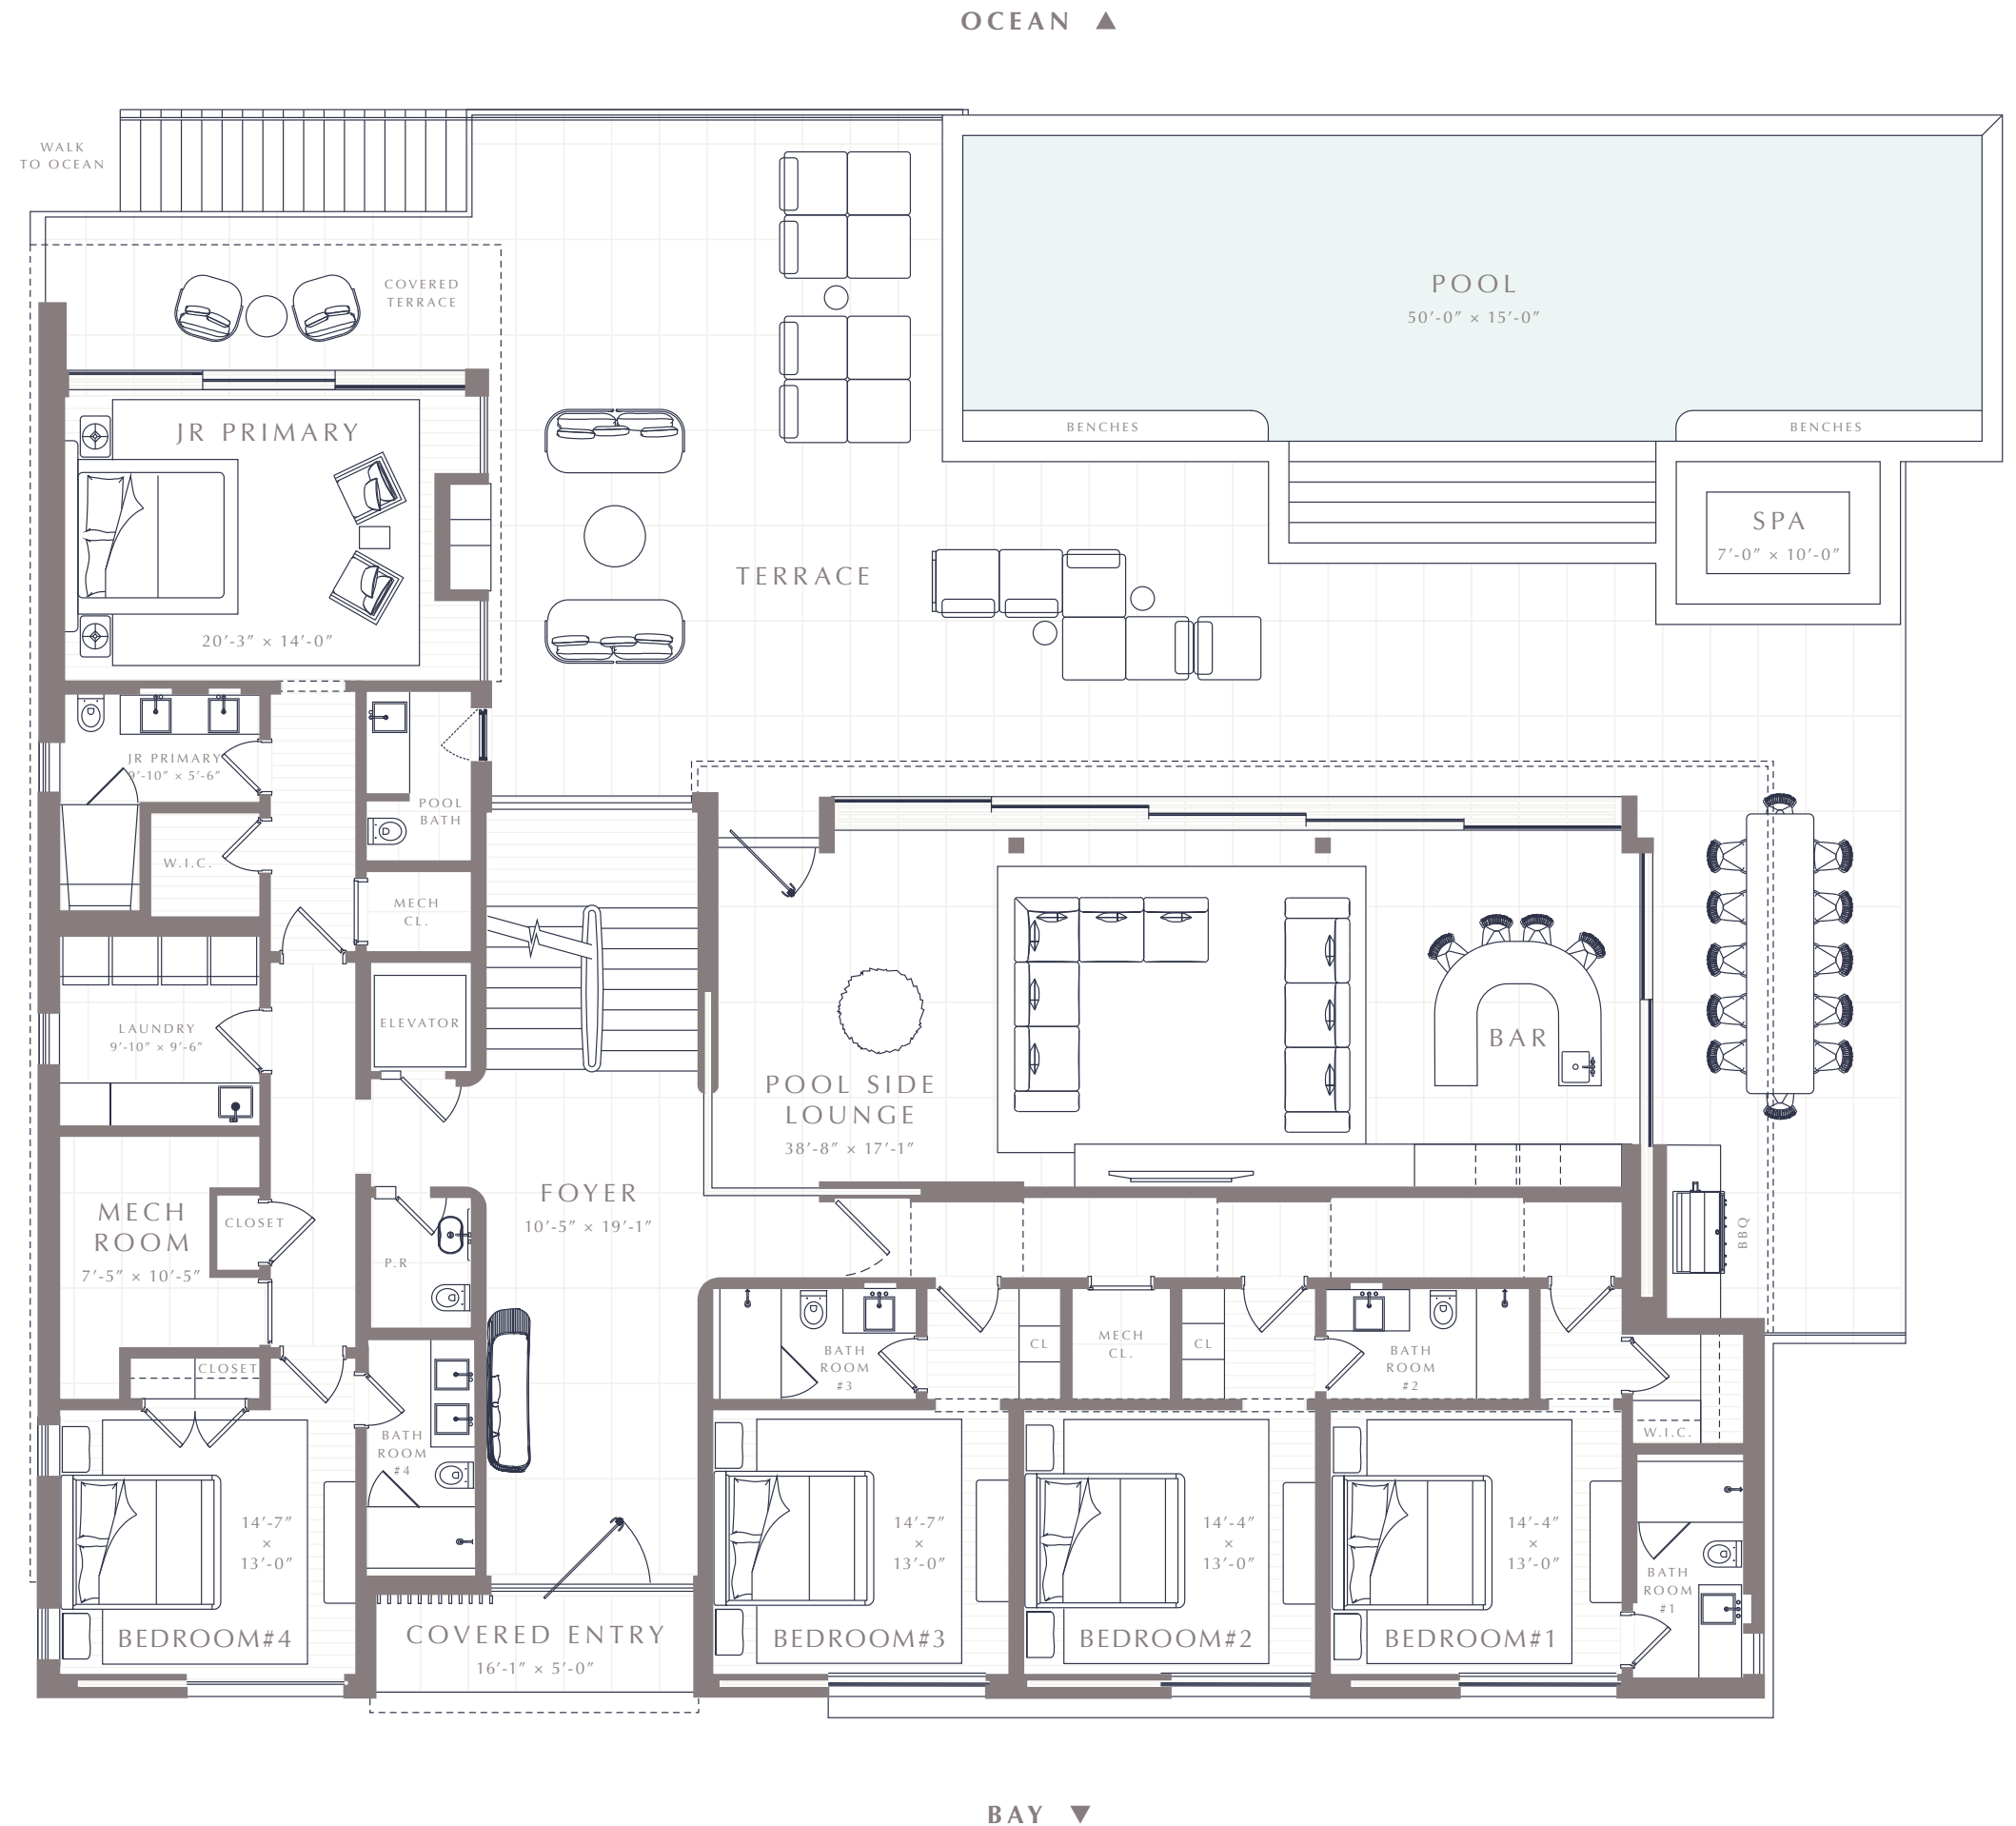 OCEAN
WALK
TO OCEAN
COVERED
TERRACE
POOL
50'-0" × 15'-0"
BENCHES
BENCHES
JR PRIMARY
20'-3" × 14'-0"
TERRACE
SPA
7'-0" × 10'-0"
JR PRIMARY
9'-10" × 5'-6"
POOL
BATH
W.I.C.
MECH
CL.
ELEVATOR
LAUNDRY
9'-10" × 9'-6"
BAR
POOL SIDE
LOUNGE
38'-8" × 17'-1"
FOYER
10'-5" × 19'-1"
MECH
ROOM
7'-5" × 10'-5"
CLOSET
P.R
BBQ
CLOSET
BATH
ROOM
#3
CL
MECH
CL.
CL
BATH
ROOM
#2
W.I.C.
BATH
ROOM
#4
14'-7"
×
13'-0"
BEDROOM#4
COVERED ENTRY
16'-1" × 5'-0"
14'-7"
×
13'-0"
BEDROOM#3
14'-4"
×
13'-0"
BEDROOM#2
14'-4"
×
13'-0"
BEDROOM#1
BATH
ROOM
#1
BAY